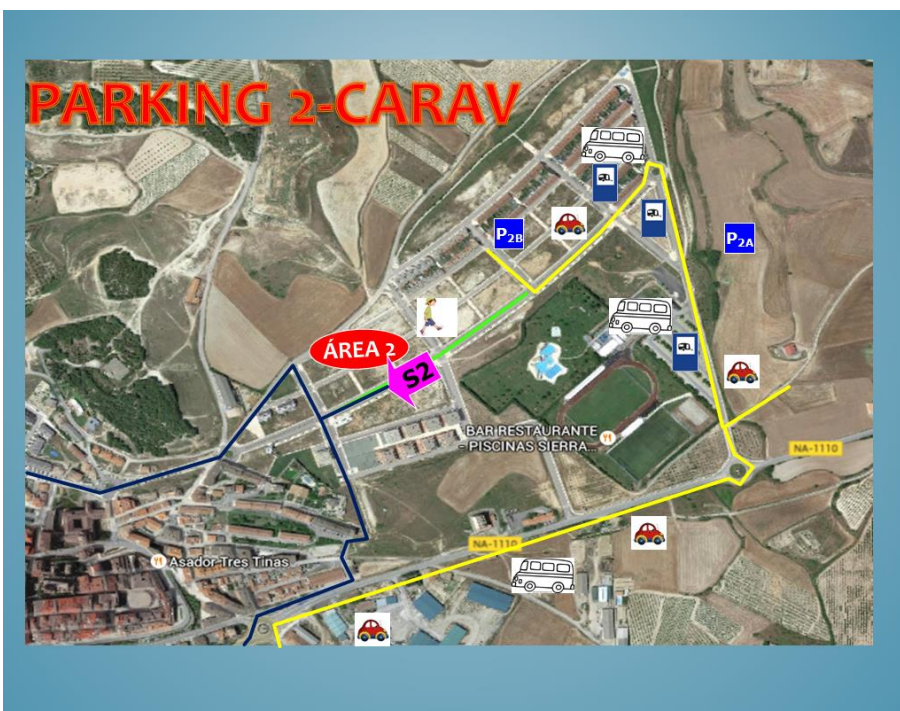 PARKING 2-CARAV
P2B
P2A
ÁREA 2
S2
BAR RESTAURANTE
- PISCINAS SIERRA...
NA-1110
NA-1110
Asador Tres Tinas